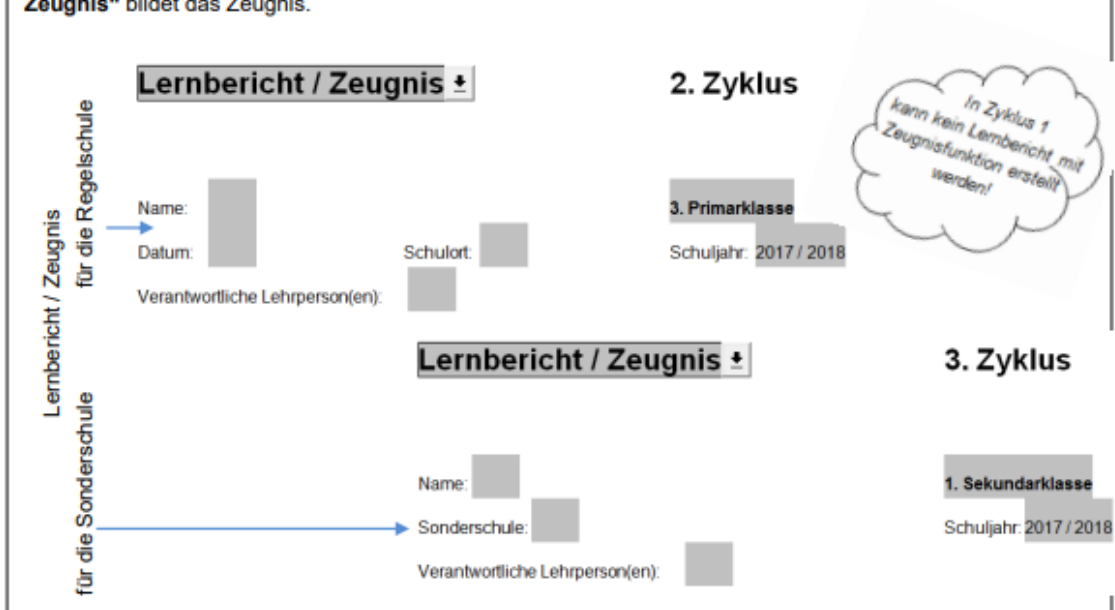 Zeugnis“ bildet das Zeugnis.
Lernbericht / Zeugnis
2. Zyklus
In Zyklus 1
kann kein Lernbericht mit
Zeugnisfunktion erstellt
werden!
Lernbericht / Zeugnis
für die Regelschule
Name:
3. Primarklasse
Datum:
Schulort:
Schuljahr: 2017 / 2018
Verantwortliche Lehrperson(en):
Lernbericht / Zeugnis
3. Zyklus
für die Sonderschule
Name:
1. Sekundarklasse
Sonderschule:
Schuljahr: 2017 / 2018
Verantwortliche Lehrperson(en):